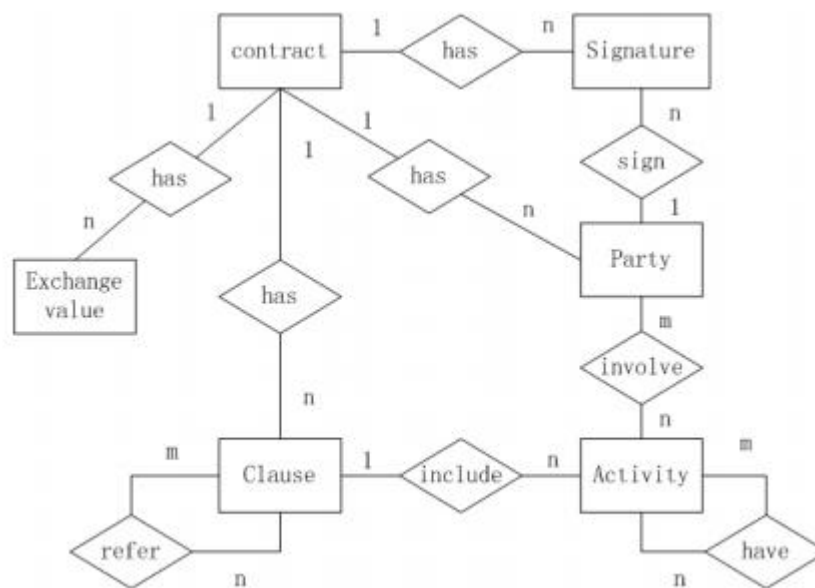 contract
1
has
n
Signature
1
1
1
n
has
has
sign
n
n
1
Exchange
value
has
Party
m
involve
n
n
m
Clause
1
include
n
Activity
m
refer
n
have
n